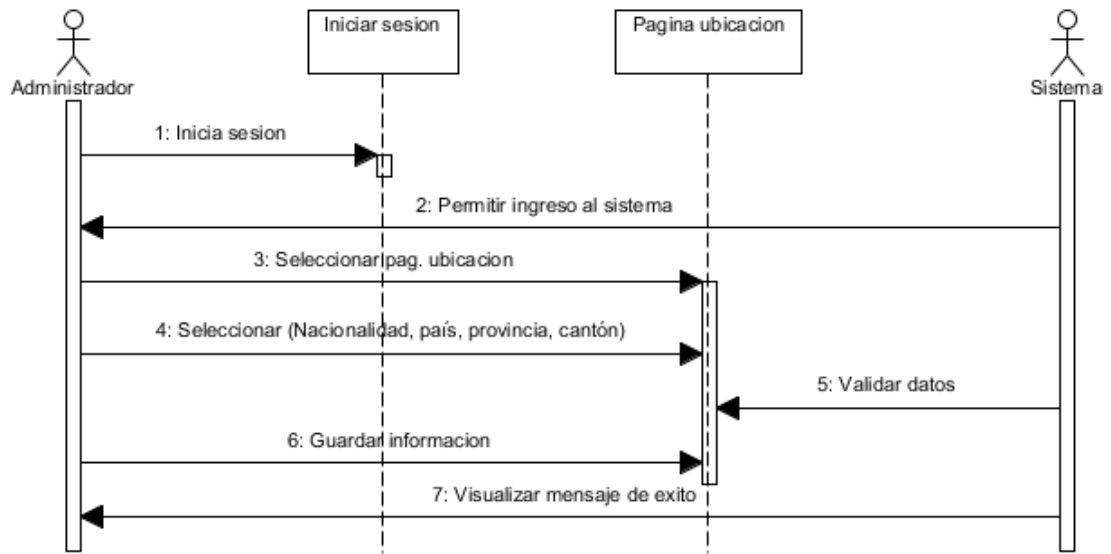 Iniciar sesion
Pagina ubicacion
Administrador
Sistema
1: Inicia sesion
2: Permitir ingreso al sistema
3: Seleccionar pag. ubicacion
4: Seleccionar (Nacionalidad, país, provincia, cantón)
5: Validar datos
6: Guardar informacion
7: Visualizar mensaje de exito